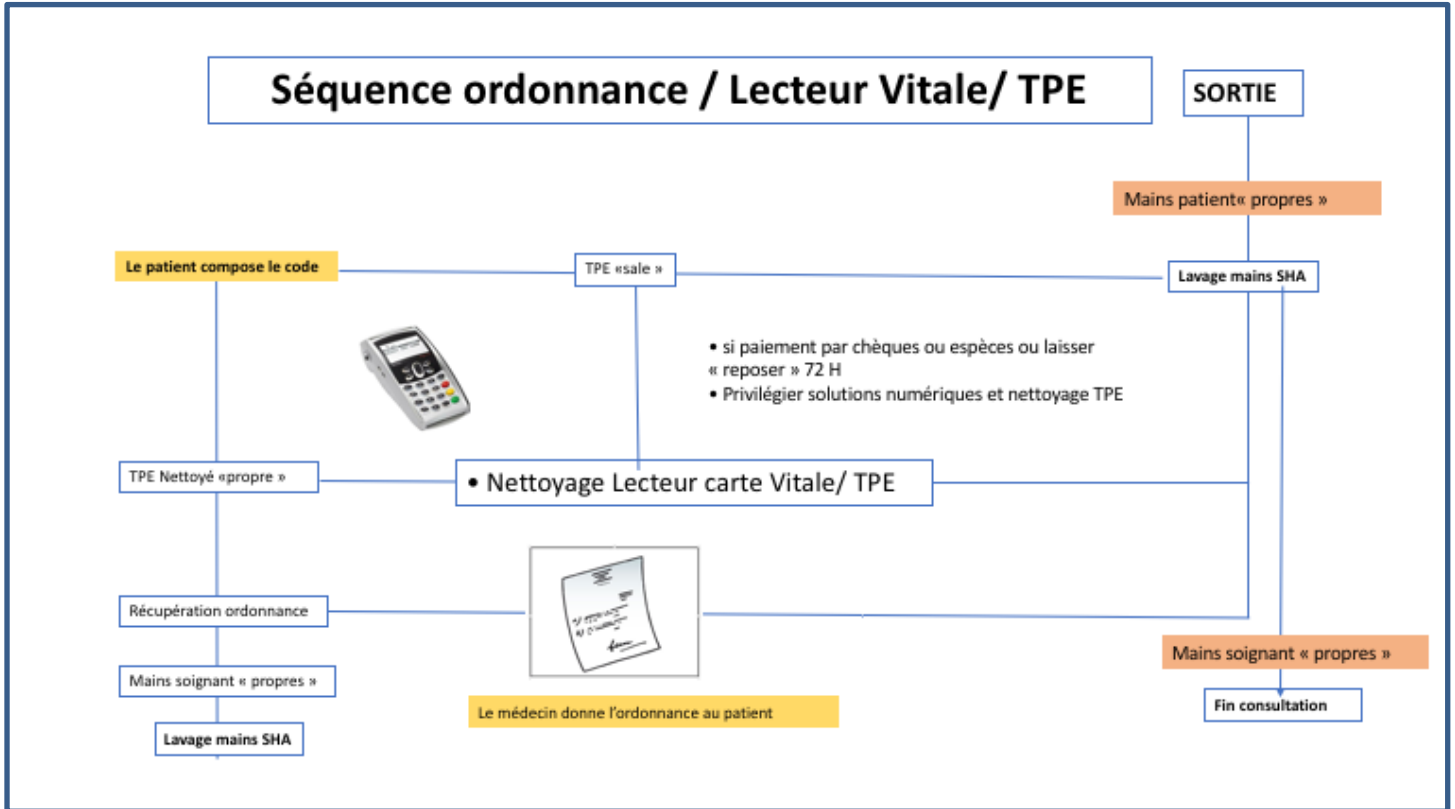 Séquence ordonnance / Lecteur Vitale/ TPE
SORTIE
Mains patient« propres »
Le patient compose le code
TPE «sale »
Lavage mains SHA
• si paiement par chèques ou espèces ou laisser
« reposer » 72 H
• Privilégier solutions numériques et nettoyage TPE
TPE Nettoyé «propre »
• Nettoyage Lecteur carte Vitale/ TPE
Récupération ordonnance
Mains soignant « propres »
Mains soignant « propres »
Le médecin donne l’ordonnance au patient
Fin consultation
Lavage mains SHA